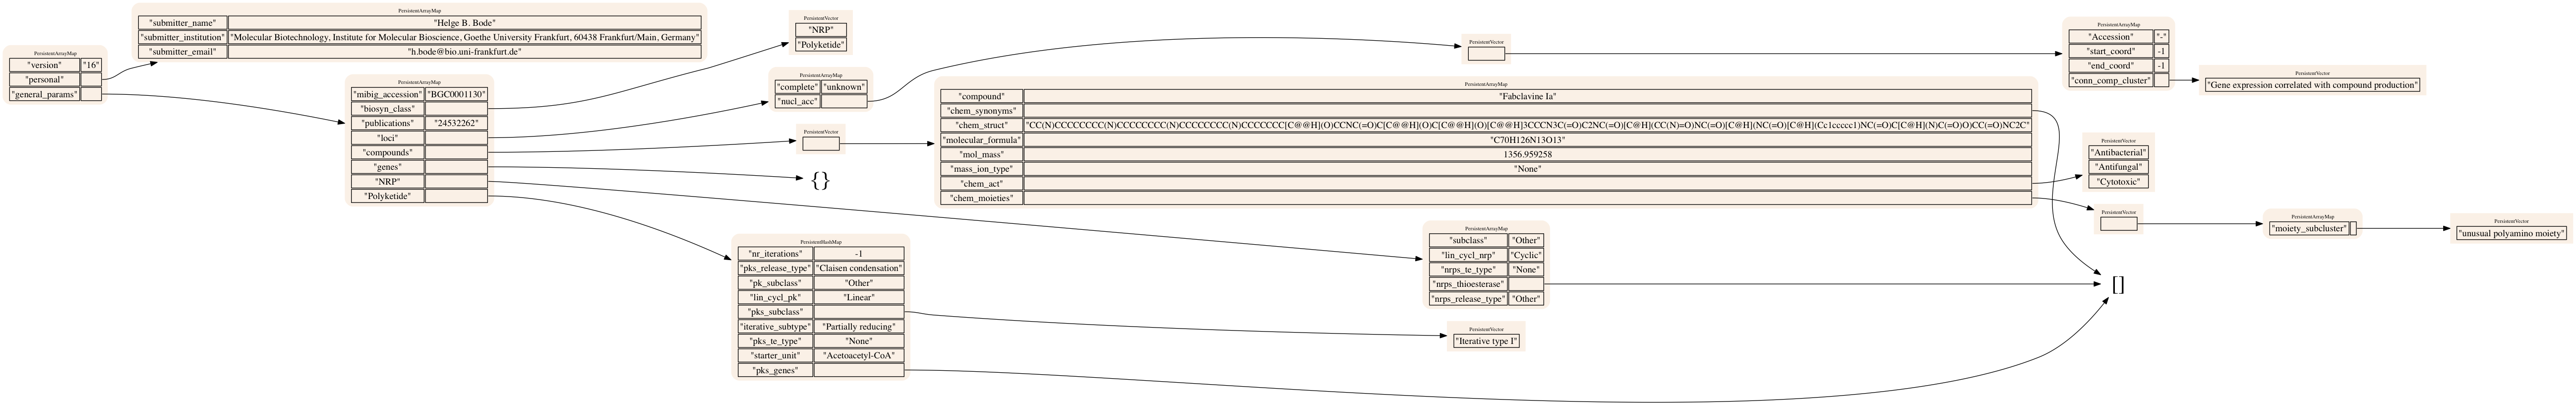 PersistentArrayMap
"version" "16"
"personal"
"general_params"
PersistentArrayMap
"submitter_name" "Helge B. Bode"
"submitter_institution" "Molecular Biotechnology, Institute for Molecular Bioscience, Goethe University Frankfurt, 60438 Frankfurt/Main, Germany"
"submitter_email" "h.bode@bio.uni-frankfurt.de"
PersistentArrayMap
"mibig_accession" "BGC0001130"
"biosyn_class"
"publications" "24532262"
"loci"
"compounds"
"genes"
"NRP"
"Polyketide"
PersistentVector
"NRP"
"Polyketide"
PersistentArrayMap
"complete" "unknown"
"nucl_acc"
PersistentVector
{}
PersistentHashMap
"nr_iterations" -1
"pks_release_type" "Claisen condensation"
"pk_subclass" "Other"
"lin_cycl_pk" "Linear"
"pks_subclass"
"iterative_subtype" "Partially reducing"
"pks_te_type" "None"
"starter_unit" "Acetoacetyl-CoA"
"pks_genes"
PersistentVector
PersistentArrayMap
"compound" "Fabclavine Ia"
"chem_synonyms"
"chem_struct" "CC(N)CCCCCCCC(N)CCCCCCCC(N)CCCCCCCC(N)CCCCCCC[C@@H](O)CCNC(=O)C[C@@H](O)C[C@@H](O)[C@@H]3CCCN3C(=O)C2NC(=O)[C@H](CC(N)=O)NC(=O)[C@H](NC(=O)[C@H](Cc1ccccc1)NC(=O)C[C@H](N)C(=O)O)CC(=O)NC2C"
"molecular_formula" "C70H126N13O13"
"mol_mass" 1356.959258
"mass_ion_type" "None"
"chem_act"
"chem_moieties"
PersistentArrayMap
"subclass" "Other"
"lin_cycl_nrp" "Cyclic"
"nrps_te_type" "None"
"nrps_thioesterase"
"nrps_release_type" "Other"
PersistentVector
"Iterative type I"
PersistentArrayMap
"Accession" "-"
"start_coord" -1
"end_coord" -1
"conn_comp_cluster"
PersistentVector
"Gene expression correlated with compound production"
PersistentVector
"Antibacterial"
"Antifungal"
"Cytotoxic"
PersistentVector
PersistentArrayMap
"moiety_subcluster"
PersistentVector
"unusual polyamino moiety"
[]